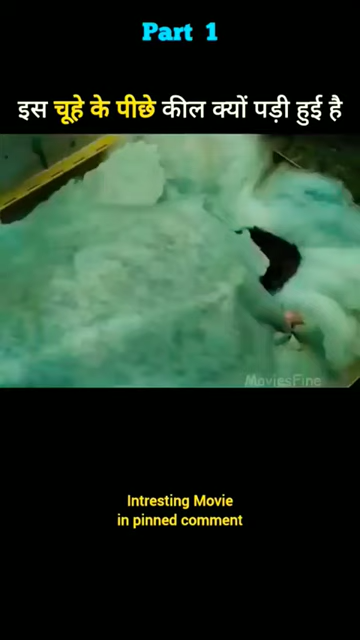 Part 1
इस चूहे के पीछे कील क्यों पड़ी हुई है
MoviesFine
Intresting Movie
in pinned comment